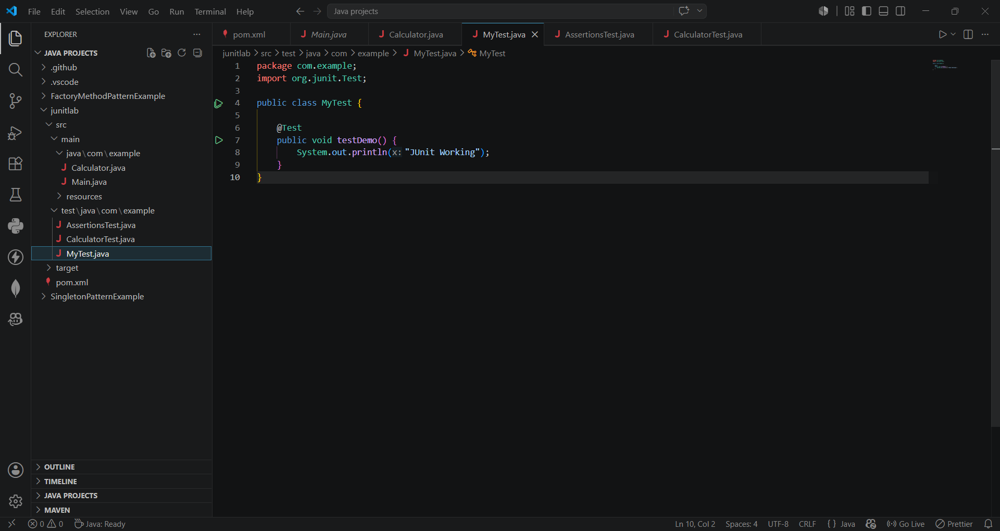 File Edit Selection View Go Run Terminal Help
Java projects
EXPLORER
JAVA PROJECTS
.github
.vscode
FactoryMethodPatternExample
junitlab
src
main
java\com\example
Calculator.java
Main.java
resources
test\java\com\example
AssertionsTest.java
CalculatorTest.java
MyTest.java
target
pom.xml
SingletonPatternExample
OUTLINE
TIMELINE
JAVA PROJECTS
MAVEN
pom.xml Main.java Calculator.java MyTest.java AssertionsTest.java CalculatorTest.java
junitlab > src > test > java > com > example > MyTest.java > MyTest
1 package com.example;
2 import org.junit.Test;
3
4 public class MyTest {
5
6 @Test
7 public void testDemo() {
8 System.out.println(x: "JUnit Working");
9 }
10 }
0 0 Java: Ready
Ln 10, Col 2 Spaces: 4 UTF-8 CRLF { } Java Go Live Prettier